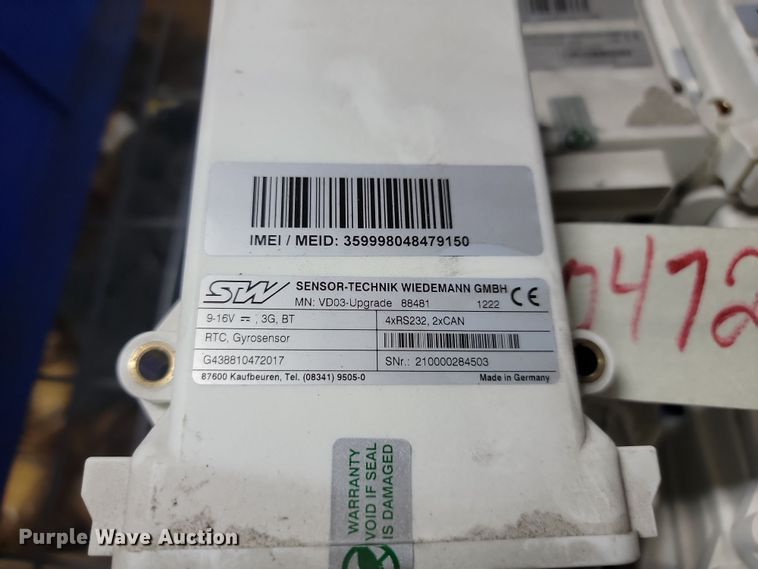 IMEI / MEID: 359998048479150
STW SENSOR-TECHNIK WIEDEMANN GMBH
MN: VD03-Upgrade 88481 1222 CE
9-16V ⎓ , 3G, BT 4xRS232, 2xCAN
RTC, Gyrosensor
G438810472017 SNr.: 210000284503
87600 Kaufbeuren, Tel. (08341) 9505-0 Made in Germany
WARRANTY
VOID IF SEAL
IS DAMAGED
0472
Purple Wave Auction